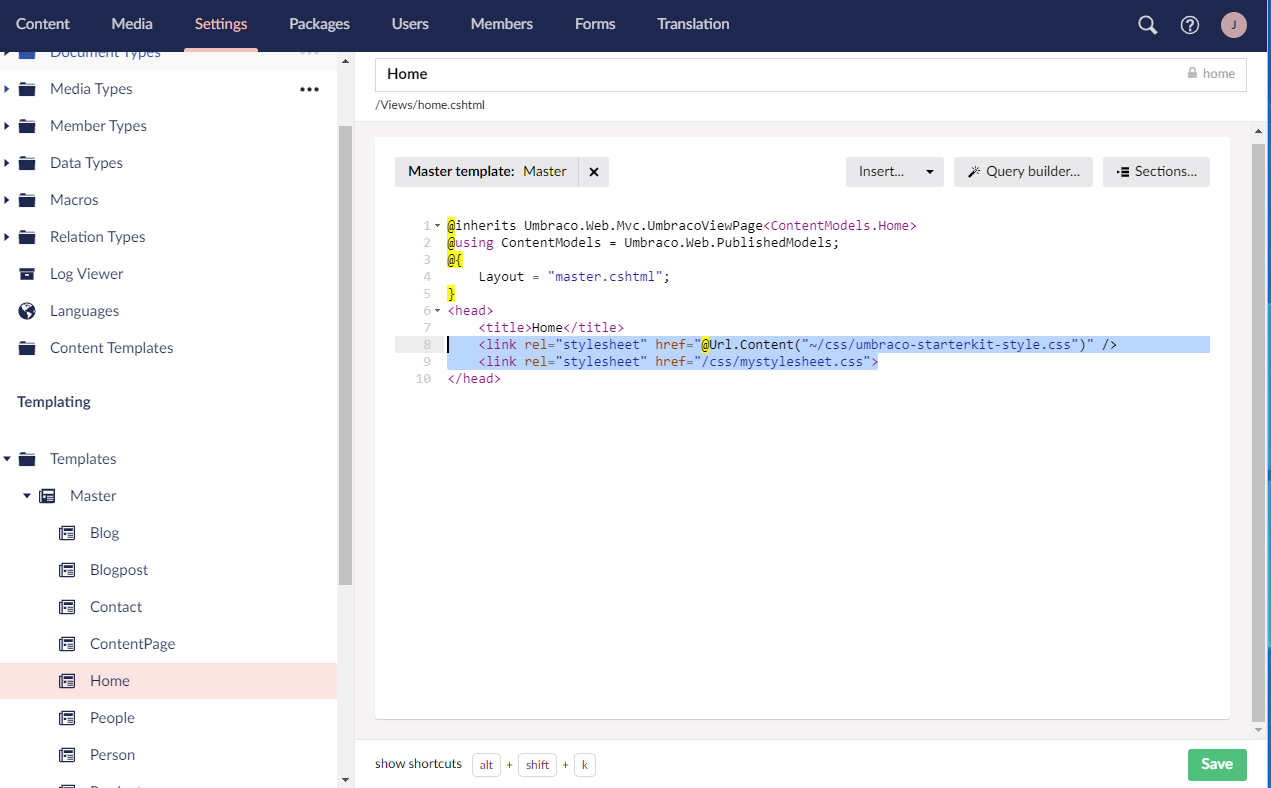 Content Media Settings Packages Users Members Forms Translation J
Document Types
Media Types
Member Types
Data Types
Macros
Relation Types
Log Viewer
Languages
Content Templates
Templating
Templates
Master
Blog
Blogpost
Contact
ContentPage
Home
People
Person
Home home
/Views/home.cshtml
Master template: Master Insert... Query builder... Sections...
1 @inherits Umbraco.Web.Mvc.UmbracoViewPage<ContentModels.Home>
2 @using ContentModels = Umbraco.Web.PublishedModels;
3 @{
4 Layout = "master.cshtml";
5 }
6 <head>
7 <title>Home</title>
8 <link rel="stylesheet" href="@Url.Content("~/css/umbraco-starterkit-style.css")" />
9 <link rel="stylesheet" href="/css/mystylesheet.css">
10 </head>
show shortcuts alt + shift + k
Save